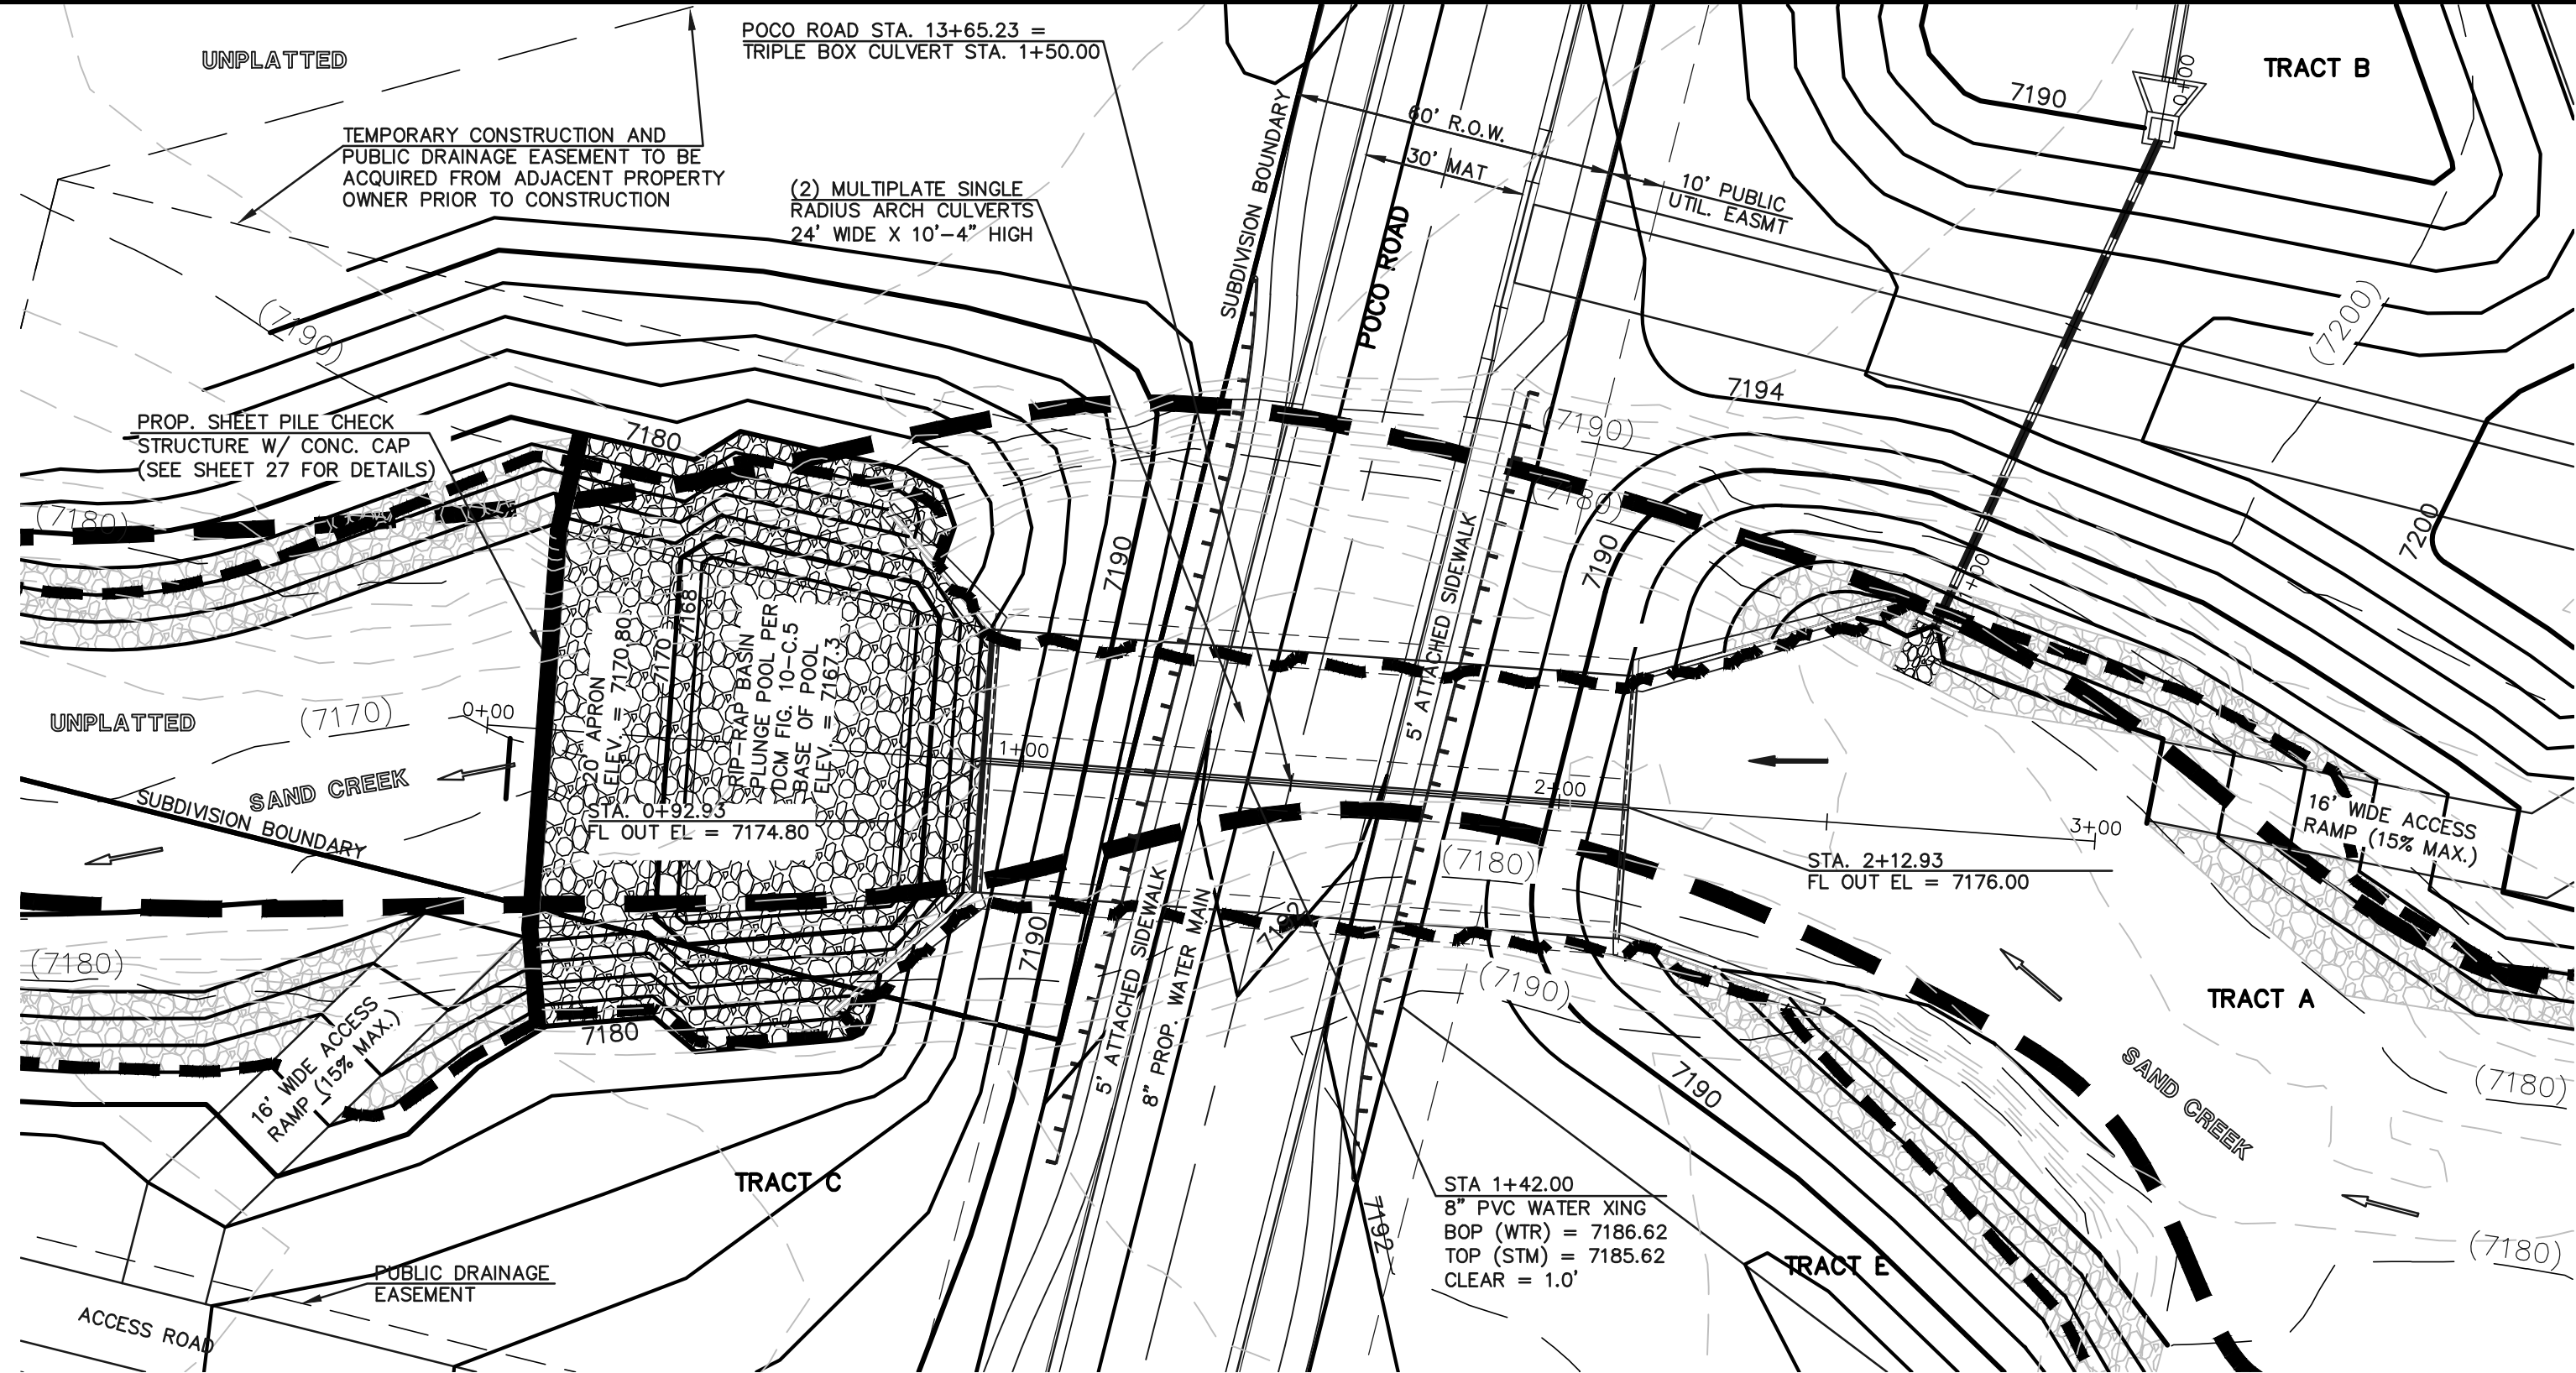 UNPLATTED
POCO ROAD STA. 13+65.23 =
TRIPLE BOX CULVERT STA. 1+50.00
TEMPORARY CONSTRUCTION AND
PUBLIC DRAINAGE EASEMENT TO BE
ACQUIRED FROM ADJACENT PROPERTY
OWNER PRIOR TO CONSTRUCTION
(2) MULTIPLATE SINGLE
RADIUS ARCH CULVERTS
24' WIDE X 10'-4" HIGH
SUBDIVISION BOUNDARY
60' R.O.W.
30' MAT
10' PUBLIC
UTIL. EASMT
POCO ROAD
7190
0+00
TRACT B
(7200)
(7190)
7194
(7190)
PROP. SHEET PILE CHECK
STRUCTURE W/ CONC. CAP
(SEE SHEET 27 FOR DETAILS)
7180
(7180)
(7180)
7190
7190
7200
5' ATTACHED SIDEWALK
1+00
20' APRON
ELEV. = 7170.80
7170
7168
RIP-RAP BASIN
PLUNGE POOL PER
DCM FIG. 10-C.5
BASE OF POOL
ELEV. = 7167.3
UNPLATTED
(7170)
0+00
SAND CREEK
SUBDIVISION BOUNDARY
1+00
2+00
3+00
STA. 0+92.93
FL OUT EL = 7174.80
STA. 2+12.93
FL OUT EL = 7176.00
16' WIDE ACCESS
RAMP (15% MAX.)
(7180)
(7180)
7190
7192
(7190)
5' ATTACHED SIDEWALK
8" PROP. WATER MAIN
7180
16' WIDE ACCESS
RAMP (15% MAX.)
TRACT A
SAND CREEK
(7180)
7190
TRACT C
STA 1+42.00
8" PVC WATER XING
BOP (WTR) = 7186.62
TOP (STM) = 7185.62
CLEAR = 1.0'
7192
TRACT E
(7180)
PUBLIC DRAINAGE
EASEMENT
ACCESS ROAD